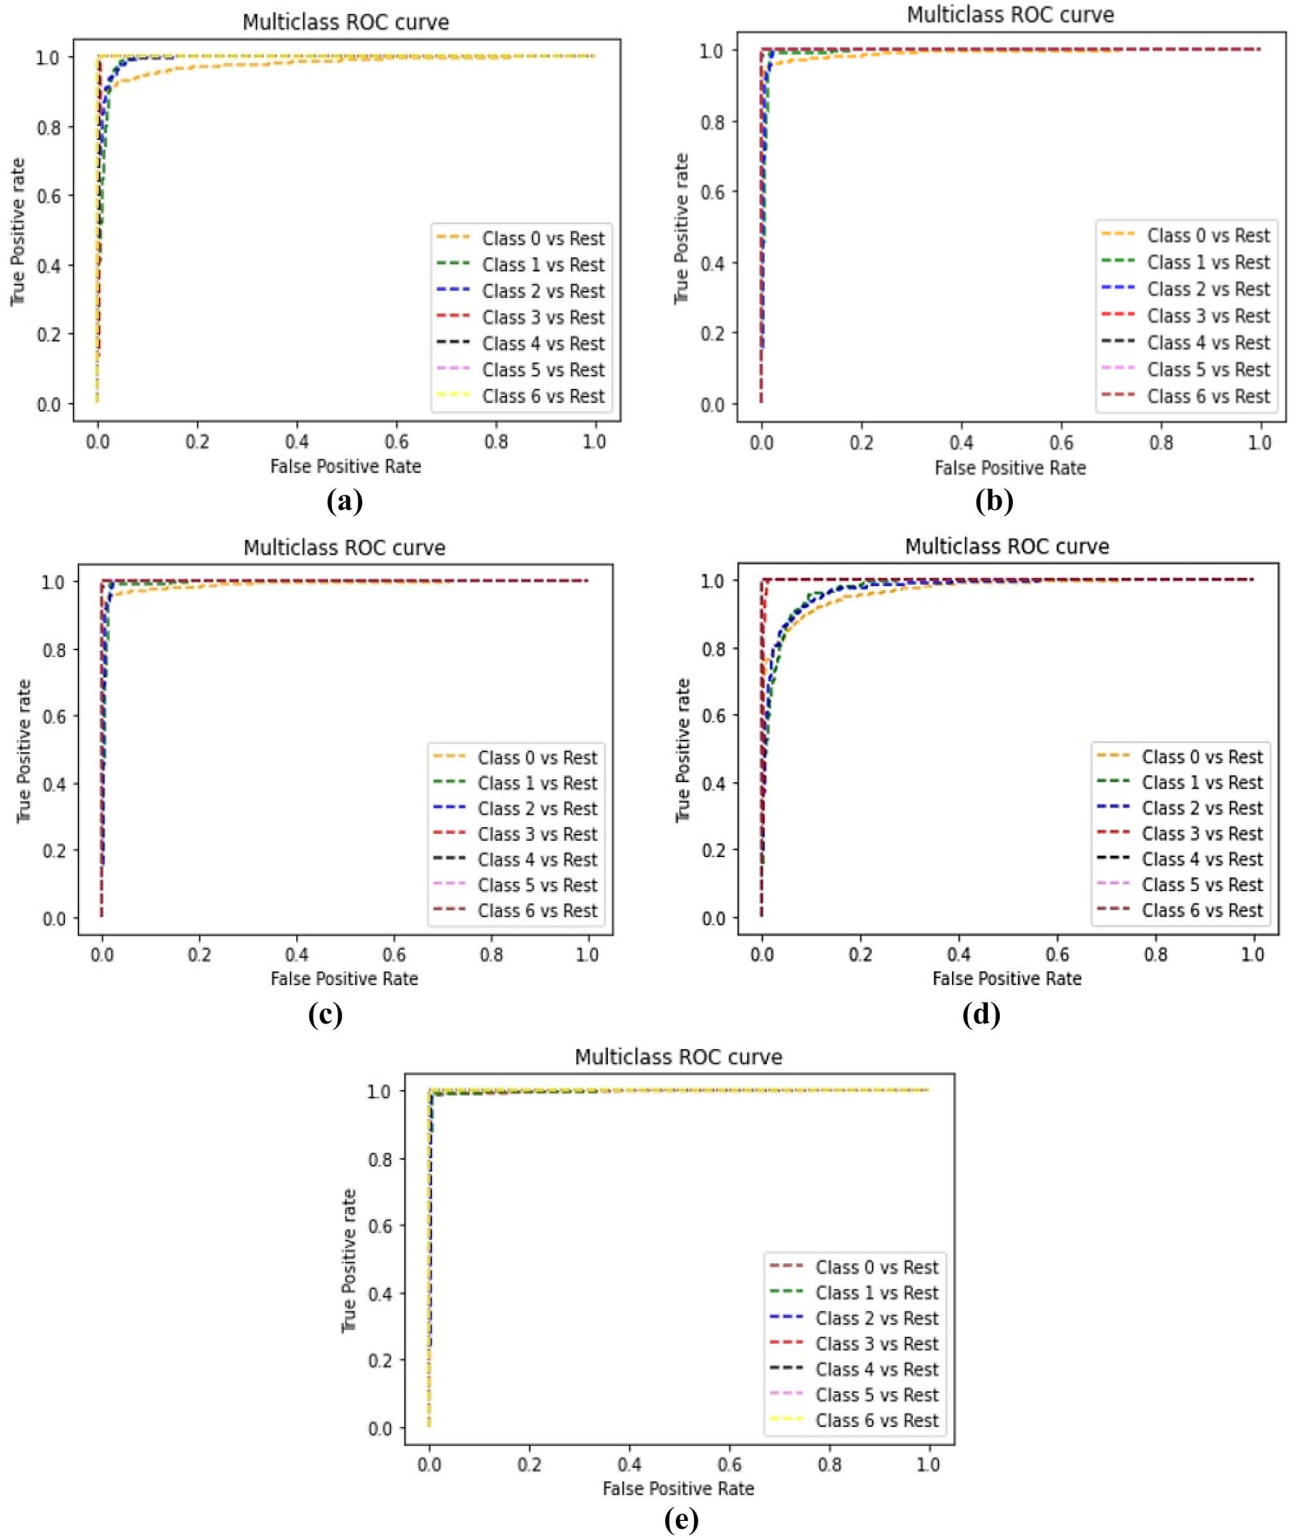 Multiclass ROC curve
1.0
0.8
0.6
0.4
0.2
0.0
True Positive rate
Class 0 vs Rest
Class 1 vs Rest
Class 2 vs Rest
Class 3 vs Rest
Class 4 vs Rest
Class 5 vs Rest
Class 6 vs Rest
0.0 0.2 0.4 0.6 0.8 1.0
False Positive Rate
(a)
Multiclass ROC curve
1.0
0.8
0.6
0.4
0.2
0.0
True Positive rate
Class 0 vs Rest
Class 1 vs Rest
Class 2 vs Rest
Class 3 vs Rest
Class 4 vs Rest
Class 5 vs Rest
Class 6 vs Rest
0.0 0.2 0.4 0.6 0.8 1.0
False Positive Rate
(b)
Multiclass ROC curve
1.0
0.8
0.6
0.4
0.2
0.0
True Positive rate
Class 0 vs Rest
Class 1 vs Rest
Class 2 vs Rest
Class 3 vs Rest
Class 4 vs Rest
Class 5 vs Rest
Class 6 vs Rest
0.0 0.2 0.4 0.6 0.8 1.0
False Positive Rate
(c)
Multiclass ROC curve
1.0
0.8
0.6
0.4
0.2
0.0
True Positive rate
Class 0 vs Rest
Class 1 vs Rest
Class 2 vs Rest
Class 3 vs Rest
Class 4 vs Rest
Class 5 vs Rest
Class 6 vs Rest
0.0 0.2 0.4 0.6 0.8 1.0
False Positive Rate
(d)
Multiclass ROC curve
1.0
0.8
0.6
0.4
0.2
0.0
True Positive rate
Class 0 vs Rest
Class 1 vs Rest
Class 2 vs Rest
Class 3 vs Rest
Class 4 vs Rest
Class 5 vs Rest
Class 6 vs Rest
0.0 0.2 0.4 0.6 0.8 1.0
False Positive Rate
(e)